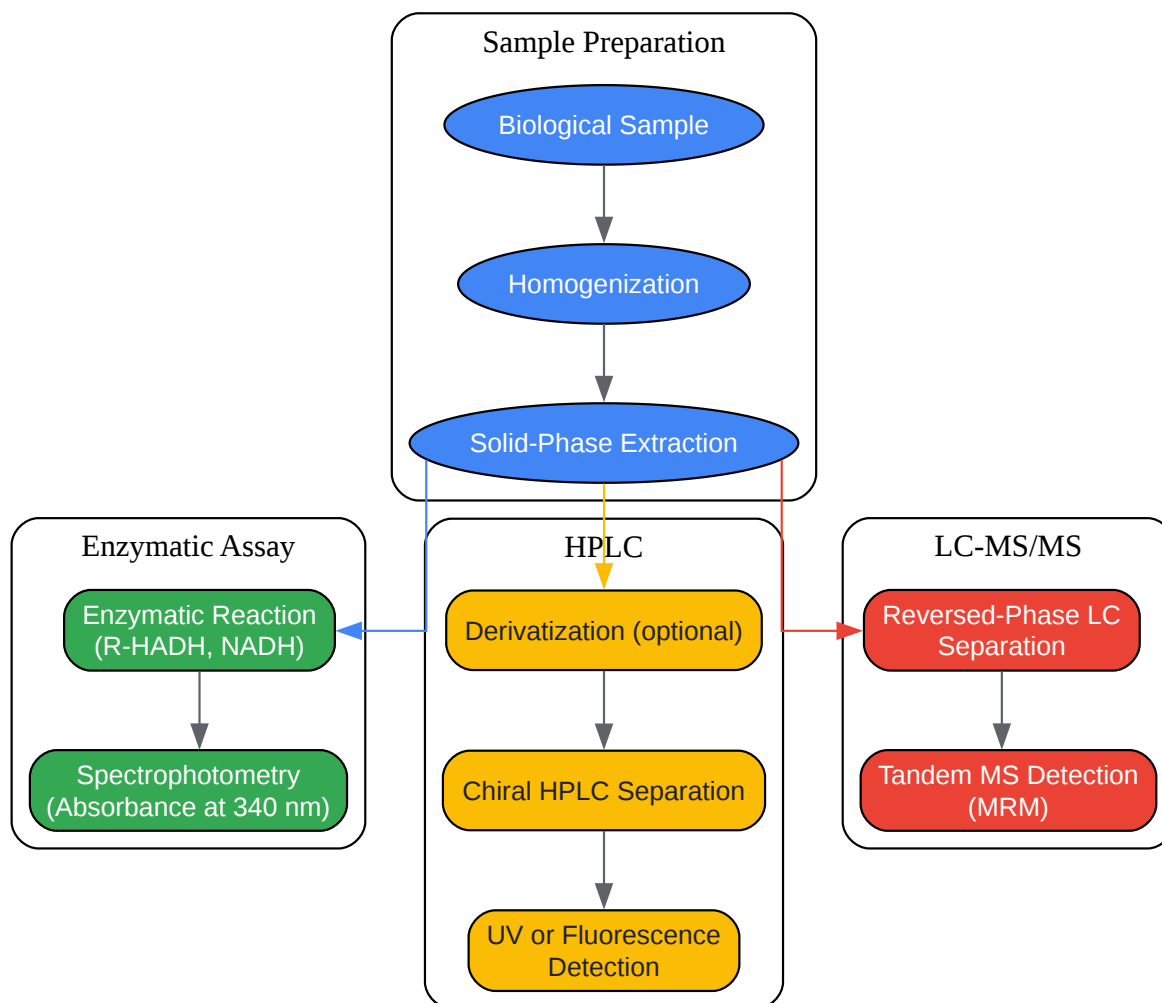 Sample Preparation
Biological Sample
Homogenization
Solid-Phase Extraction
Enzymatic Assay
Enzymatic Reaction
(R-HADH, NADH)
Spectrophotometry
(Absorbance at 340 nm)
HPLC
Derivatization (optional)
Chiral HPLC Separation
UV or Fluorescence
Detection
LC-MS/MS
Reversed-Phase LC
Separation
Tandem MS Detection
(MRM)